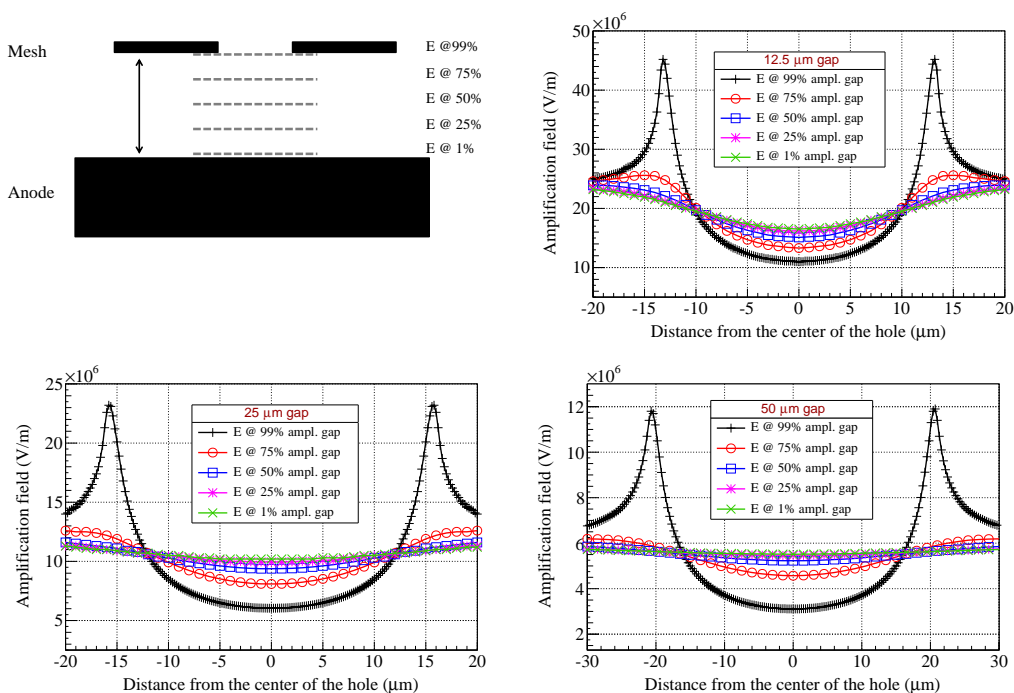 Mesh
Anode
E @99%
E @ 75%
E @ 50%
E @ 25%
E @ 1%
×10⁶
Amplification field (V/m)
50
40
30
20
10
12.5 μm gap
E @ 99% ampl. gap
E @ 75% ampl. gap
E @ 50% ampl. gap
E @ 25% ampl. gap
E @ 1% ampl. gap
-20 -15 -10 -5 0 5 10 15 20
Distance from the center of the hole (μm)
×10⁶
Amplification field (V/m)
25
20
15
10
5
25 μm gap
E @ 99% ampl. gap
E @ 75% ampl. gap
E @ 50% ampl. gap
E @ 25% ampl. gap
E @ 1% ampl. gap
-20 -15 -10 -5 0 5 10 15 20
Distance from the center of the hole (μm)
×10⁶
Amplification field (V/m)
12
10
8
6
4
2
50 μm gap
E @ 99% ampl. gap
E @ 75% ampl. gap
E @ 50% ampl. gap
E @ 25% ampl. gap
E @ 1% ampl. gap
-30 -20 -10 0 10 20 30
Distance from the center of the hole (μm)